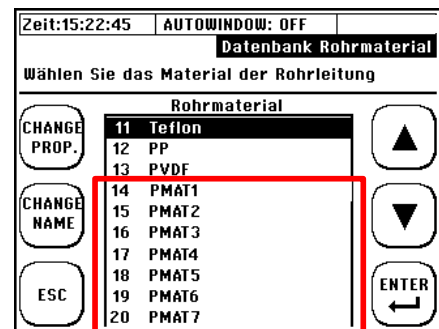 Zeit:15:22:45 AUTOWINDOW: OFF
Datenbank Rohrmaterial
Wählen Sie das Material der Rohrleitung
Rohrmaterial
CHANGE PROP.
11 Teflon
12 PP
13 PVDF
CHANGE NAME
14 PMAT1
15 PMAT2
16 PMAT3
17 PMAT4
ESC
18 PMAT5
19 PMAT6
20 PMAT7
ENTER